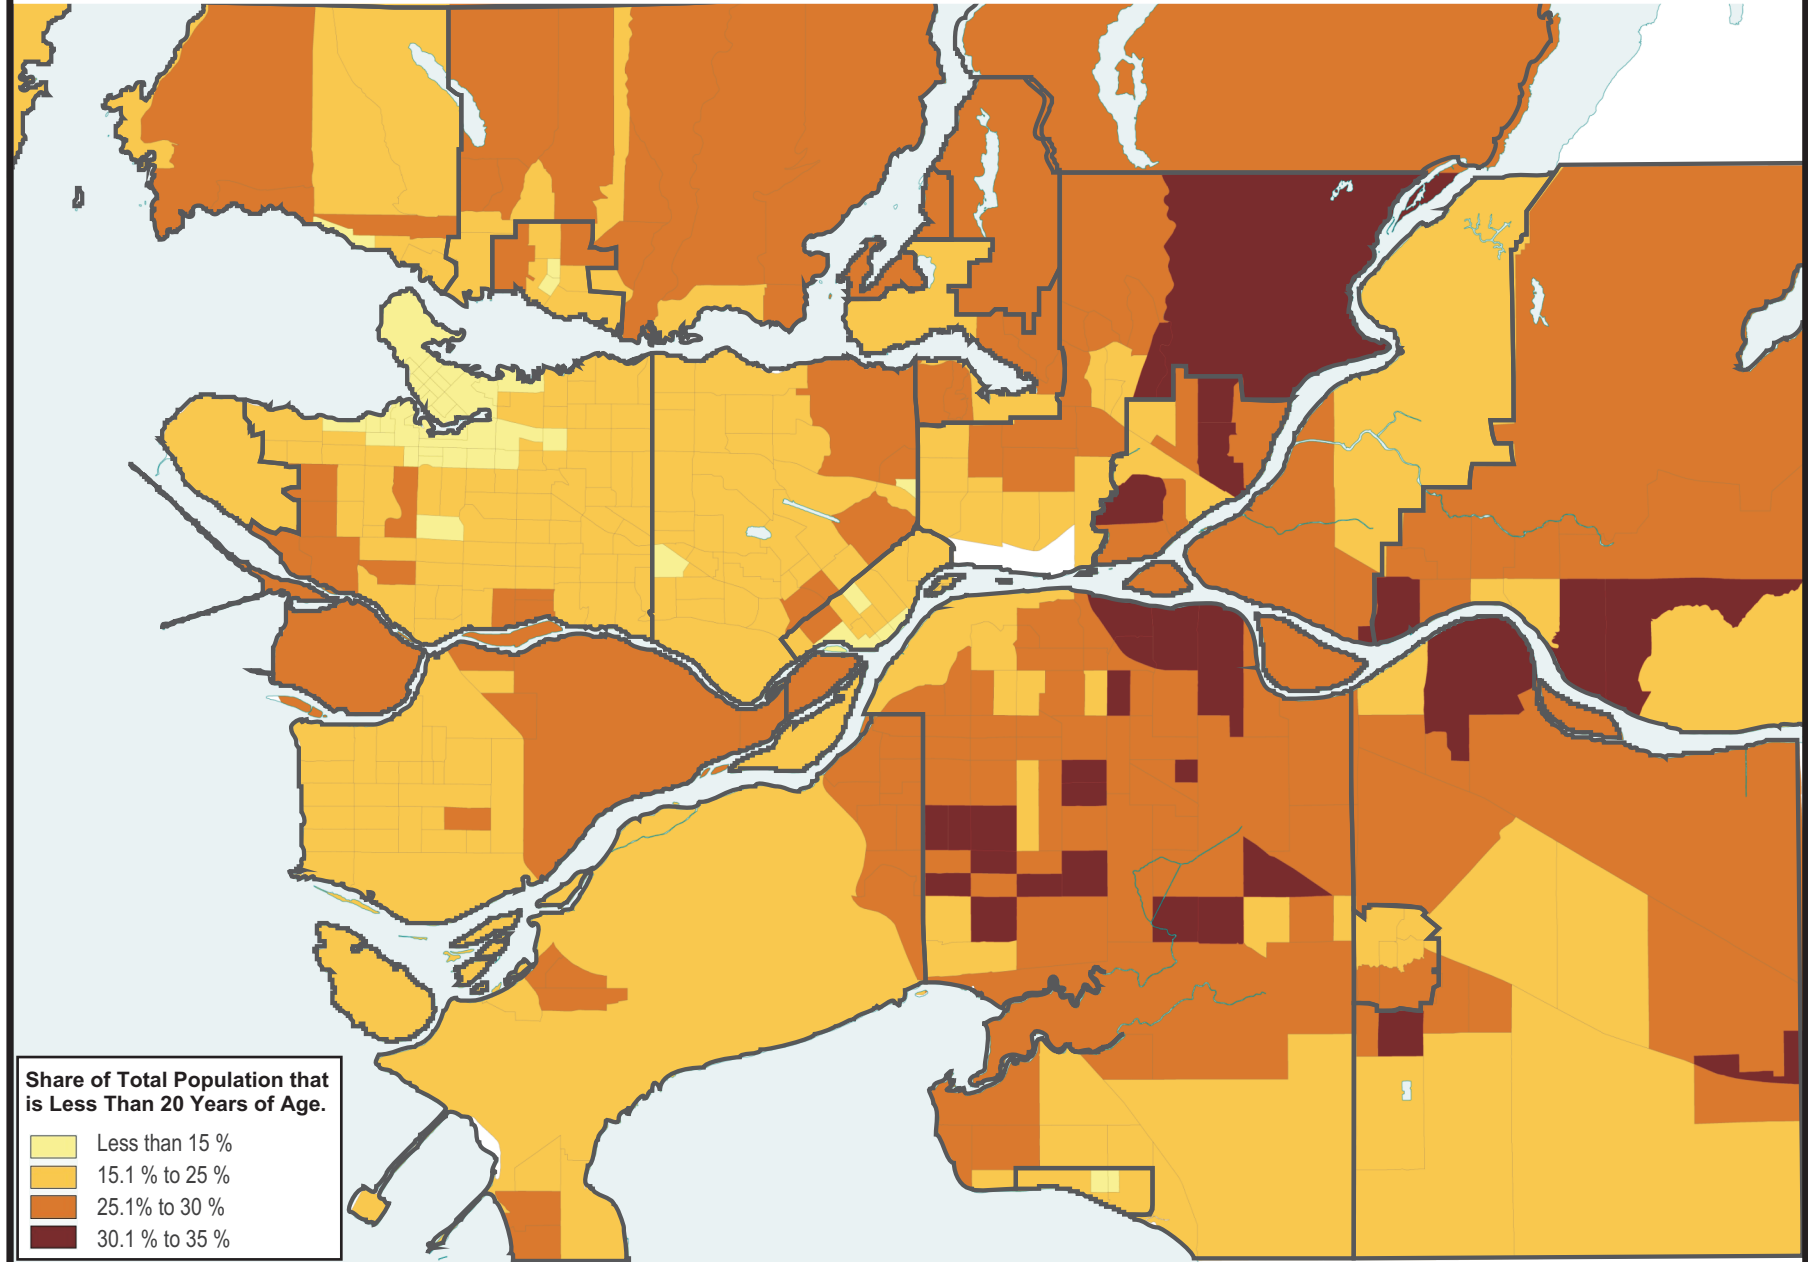 Share of Total Population that
is Less Than 20 Years of Age.
Less than 15 %
15.1 % to 25 %
25.1% to 30 %
30.1 % to 35 %